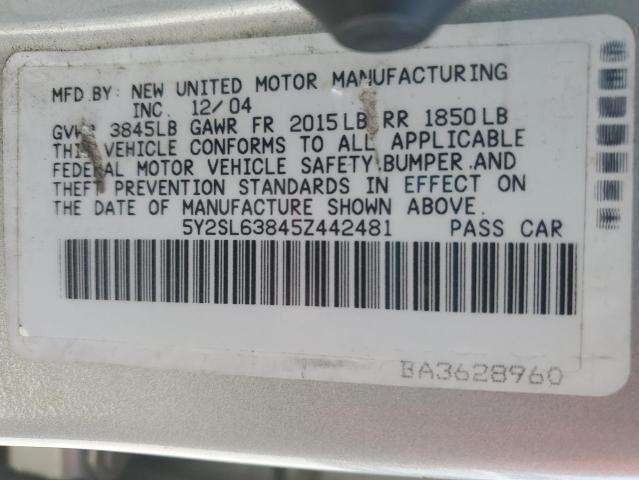 MFD.BY: NEW UNITED MOTOR MANUFACTURING
INC. 12/04
GVWR 3845LB GAWR FR 2015LB RR 1850LB
THIS VEHICLE CONFORMS TO ALL APPLICABLE
FEDERAL MOTOR VEHICLE SAFETY,BUMPER,AND
THEFT PREVENTION STANDARDS IN EFFECT ON
THE DATE OF MANUFACTURE SHOWN ABOVE.
5Y2SL63845Z442481 PASS CAR
BA3628960